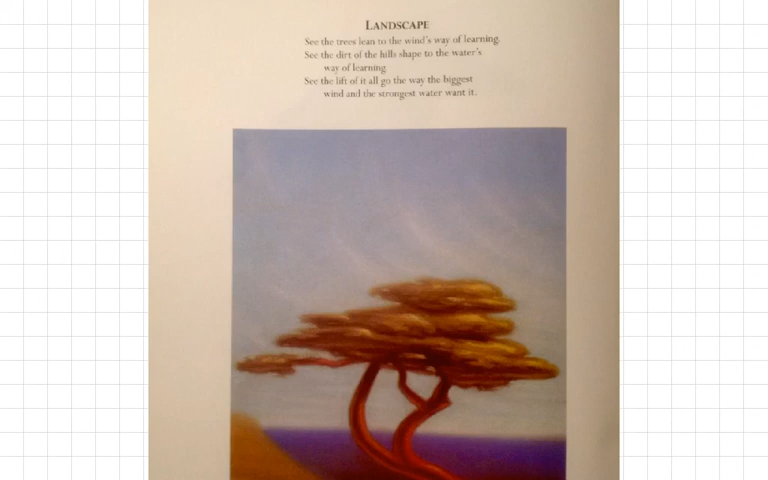 LANDSCAPE
See the trees lean to the wind's way of learning.
See the dirt of the hills shape to the water's
way of learning
See the lift of it all go the way the biggest
wind and the strongest water want it.